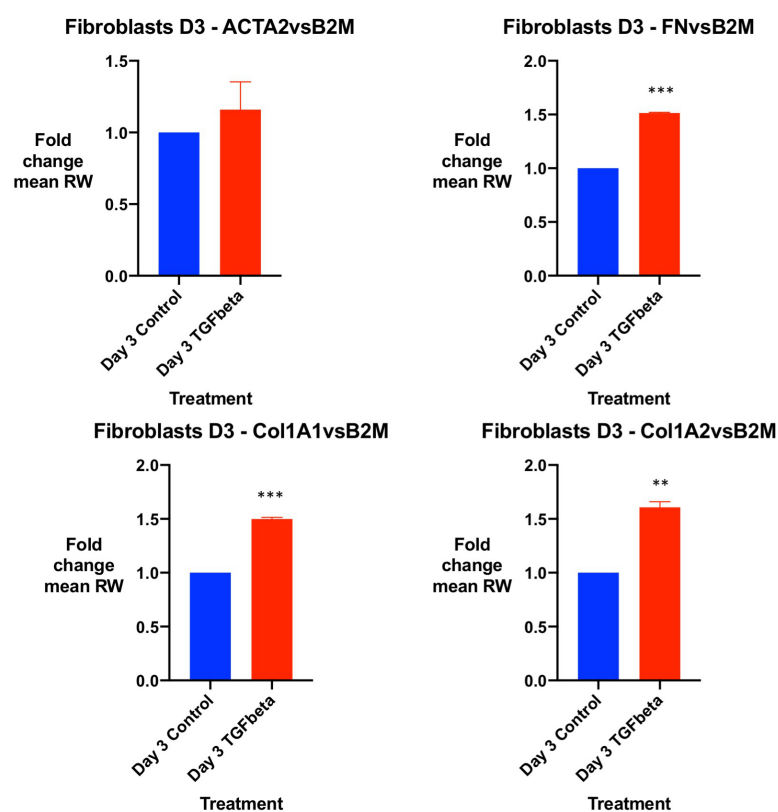 Fibroblasts D3 - ACTA2vsB2M
1.5
1.0
0.5
0.0
Fold
change
mean RW
Day 3 Control
Day 3 TGFbeta
Treatment
Fibroblasts D3 - FNvsB2M
***
2.0
1.5
1.0
0.5
0.0
Fold
change
mean RW
Day 3 Control
Day 3 TGFbeta
Treatment
Fibroblasts D3 - Col1A1vsB2M
***
2.0
1.5
1.0
0.5
0.0
Fold
change
mean RW
Day 3 Control
Day 3 TGFbeta
Treatment
Fibroblasts D3 - Col1A2vsB2M
**
2.0
1.5
1.0
0.5
0.0
Fold
change
mean RW
Day 3 Control
Day 3 TGFbeta
Treatment